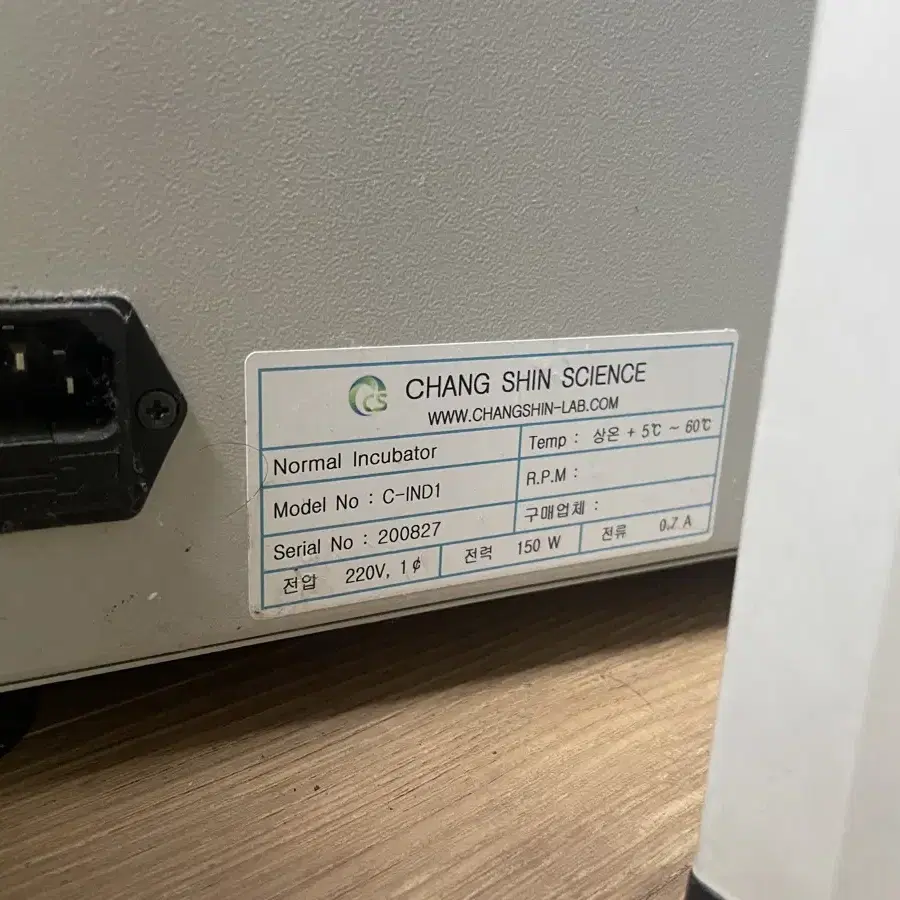 CS CHANG SHIN SCIENCE
WWW.CHANGSHIN-LAB.COM
Normal Incubator
Temp : 상온 + 5℃ ~ 60℃
Model No : C-IND1
R.P.M :
Serial No : 200827
구매업체 :
전압 220V, 1¢ 전력 150 W 전류 0.7 A